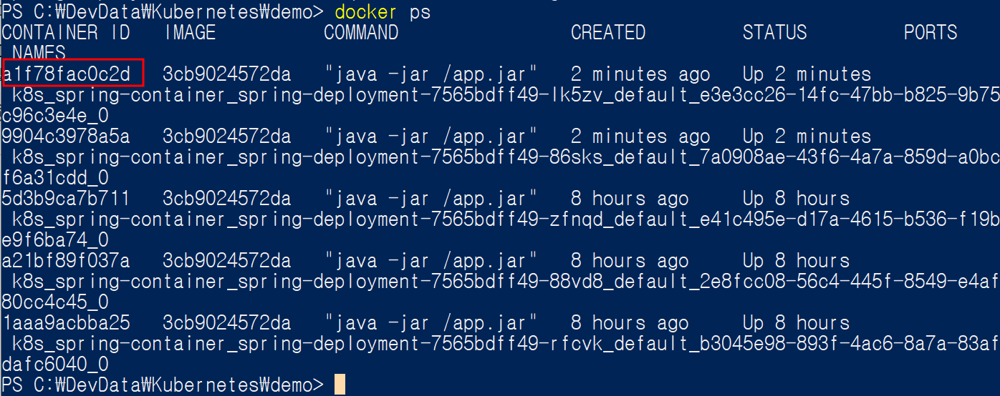 PS C:₩DevData₩Kubernetes₩demo> docker ps
CONTAINER ID   IMAGE          COMMAND                CREATED         STATUS         PORTS
 NAMES
a1f78fac0c2d   3cb9024572da   "java -jar /app.jar"   2 minutes ago   Up 2 minutes
 k8s_spring-container_spring-deployment-7565bdff49-lk5zv_default_e3e3cc26-14fc-47bb-b825-9b75
c96c3e4e_0
9904c3978a5a   3cb9024572da   "java -jar /app.jar"   2 minutes ago   Up 2 minutes
 k8s_spring-container_spring-deployment-7565bdff49-86sks_default_7a0908ae-43f6-4a7a-859d-a0bc
f6a31cdd_0
5d3b9ca7b711   3cb9024572da   "java -jar /app.jar"   8 hours ago     Up 8 hours
 k8s_spring-container_spring-deployment-7565bdff49-zfnqd_default_e41c495e-d17a-4615-b536-f19b
e9f6ba74_0
a21bf89f037a   3cb9024572da   "java -jar /app.jar"   8 hours ago     Up 8 hours
 k8s_spring-container_spring-deployment-7565bdff49-88vd8_default_2e8fcc08-56c4-445f-8549-e4af
80cc4c45_0
1aaa9acbba25   3cb9024572da   "java -jar /app.jar"   8 hours ago     Up 8 hours
 k8s_spring-container_spring-deployment-7565bdff49-rfcvk_default_b3045e98-893f-4ac6-8a7a-83af
dafc6040_0
PS C:₩DevData₩Kubernetes₩demo>